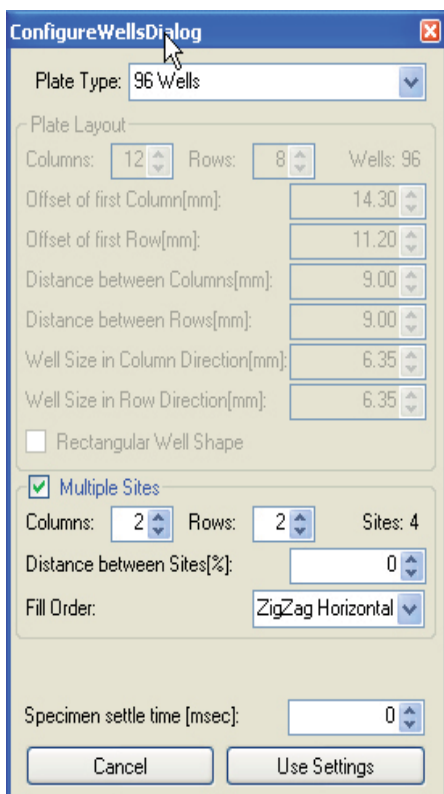 ConfigureWellsDialog
Plate Type: 96 Wells
Plate Layout
Columns: 12 Rows: 8 Wells: 96
Offset of first Column[mm]: 14.30
Offset of first Row[mm]: 11.20
Distance between Columns[mm]: 9.00
Distance between Rows[mm]: 9.00
Well Size in Column Direction[mm]: 6.35
Well Size in Row Direction[mm]: 6.35
Rectangular Well Shape
Multiple Sites
Columns: 2 Rows: 2 Sites: 4
Distance between Sites[%]: 0
Fill Order: ZigZag Horizontal
Specimen settle time [msec]: 0
Cancel Use Settings